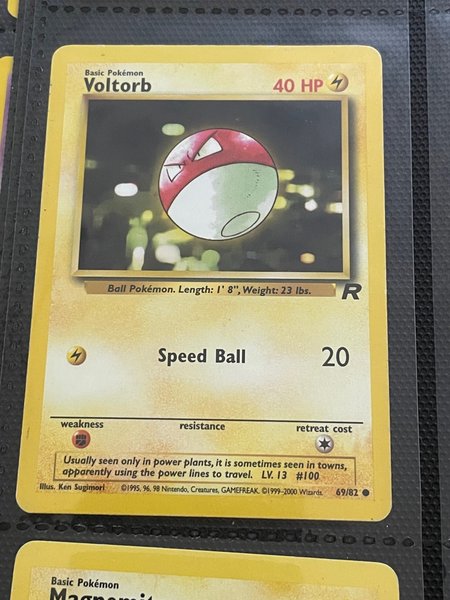 Basic Pokémon
Voltorb 40 HP
Ball Pokémon. Length: 1' 8", Weight: 23 lbs.
R
Speed Ball 20
weakness resistance retreat cost
Usually seen only in power plants, it is sometimes seen in towns,
apparently using the power lines to travel. LV. 13 #100
Illus. Ken Sugimori ©1995, 96, 98 Nintendo, Creatures, GAMEFREAK. ©1999-2000 Wizards. 69/82
Basic Pokémon